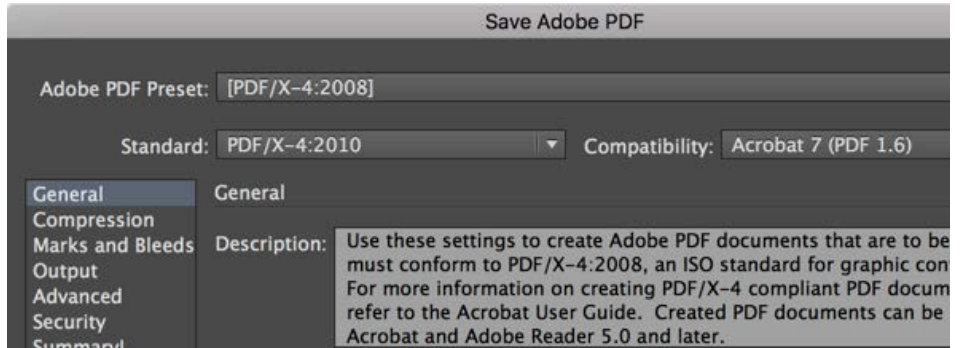 Save Adobe PDF
Adobe PDF Preset: [PDF/X-4:2008]
Standard: PDF/X-4:2010 Compatibility: Acrobat 7 (PDF 1.6)
General
Compression
Marks and Bleeds
Output
Advanced
Security
General
Description: Use these settings to create Adobe PDF documents that are to be
must conform to PDF/X-4:2008, an ISO standard for graphic con
For more information on creating PDF/X-4 compliant PDF docum
refer to the Acrobat User Guide.  Created PDF documents can be
Acrobat and Adobe Reader 5.0 and later.